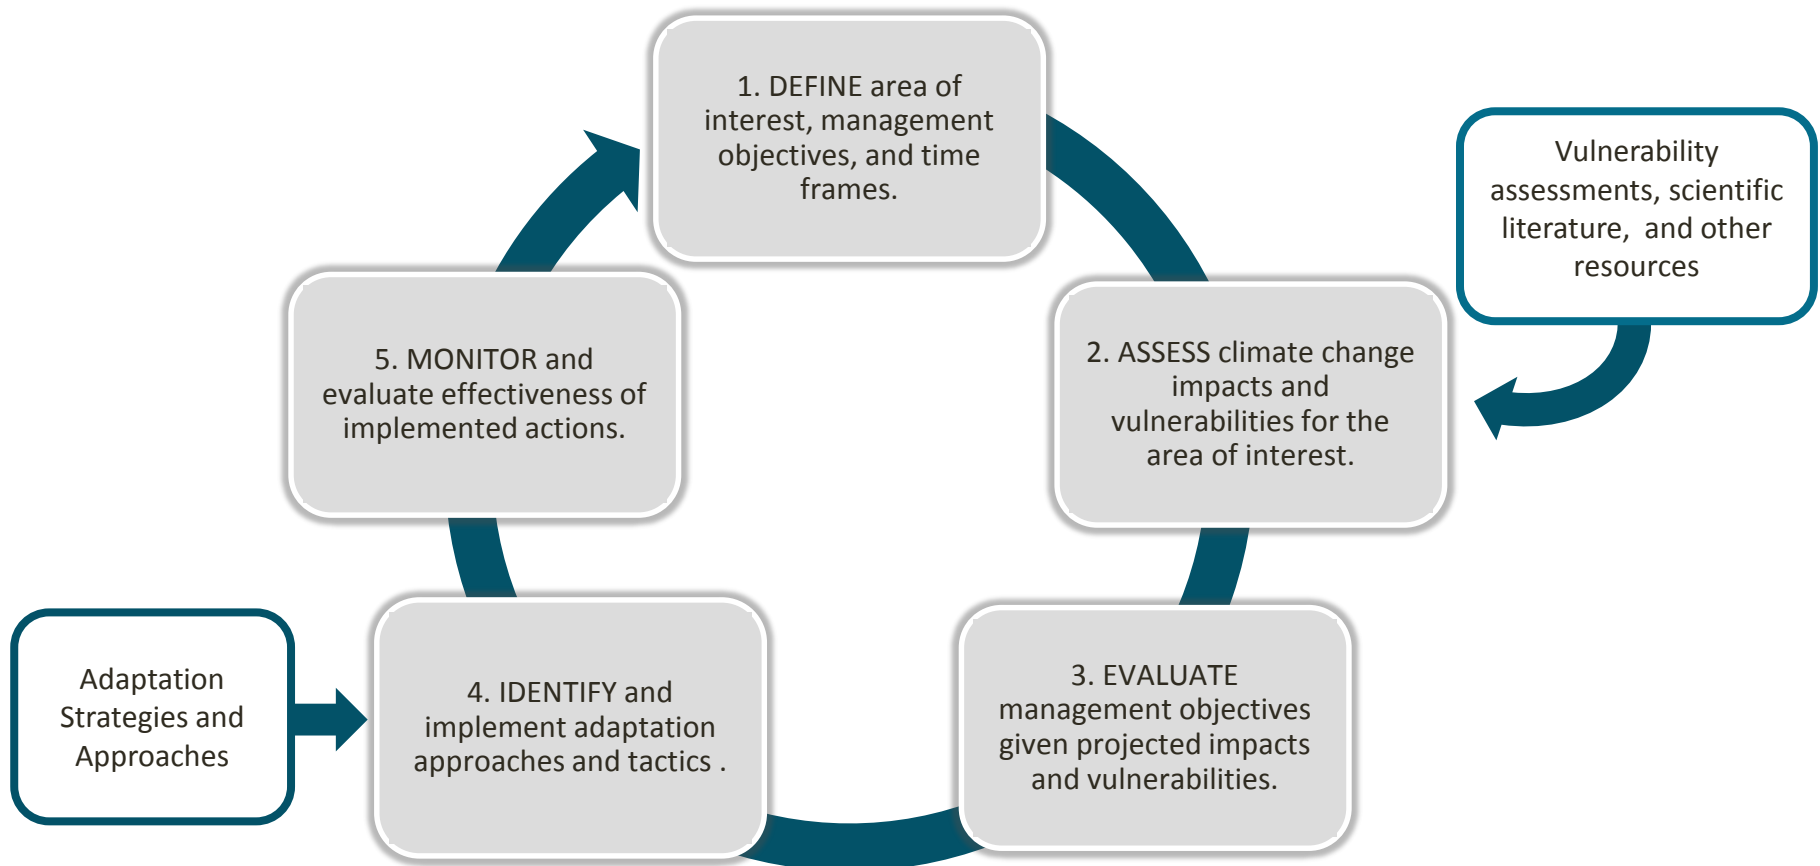 1. DEFINE area of
interest, management
objectives, and time
frames.
Vulnerability
assessments, scientific
literature,  and other
resources
2. ASSESS climate change
impacts and
vulnerabilities for the
area of interest.
3. EVALUATE
management objectives
given projected impacts
and vulnerabilities.
4. IDENTIFY and
implement adaptation
approaches and tactics .
Adaptation
Strategies and
Approaches
5. MONITOR and
evaluate effectiveness of
implemented actions.